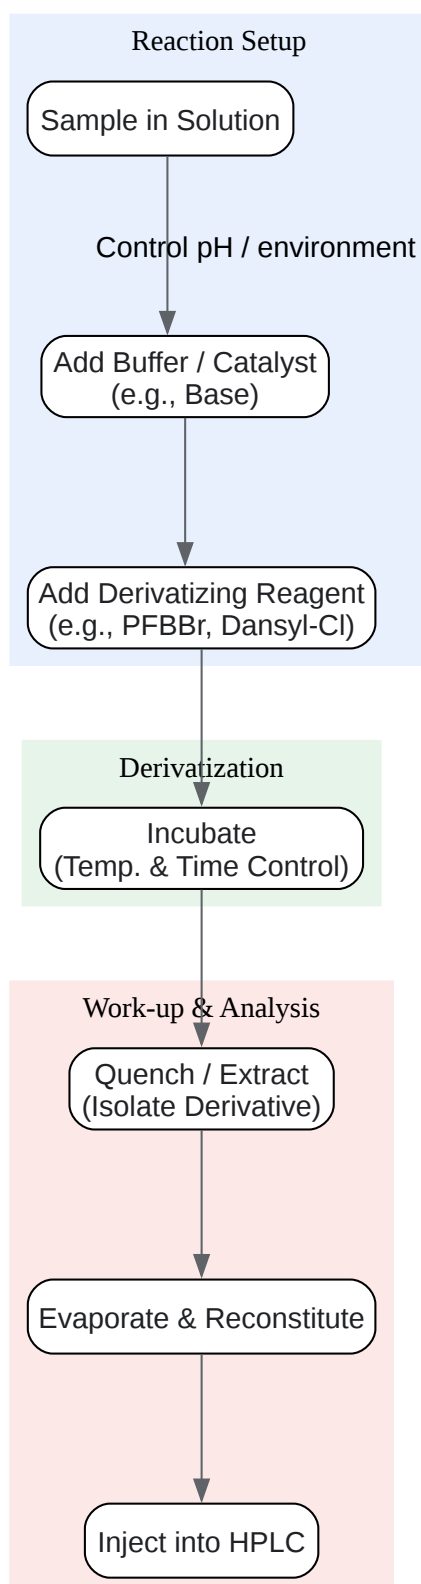 Reaction Setup
Sample in Solution
Control pH / environment
Add Buffer / Catalyst
(e.g., Base)
Add Derivatizing Reagent
(e.g., PFBBr, Dansyl-Cl)
Derivatization
Incubate
(Temp. & Time Control)
Work-up & Analysis
Quench / Extract
(Isolate Derivative)
Evaporate & Reconstitute
Inject into HPLC